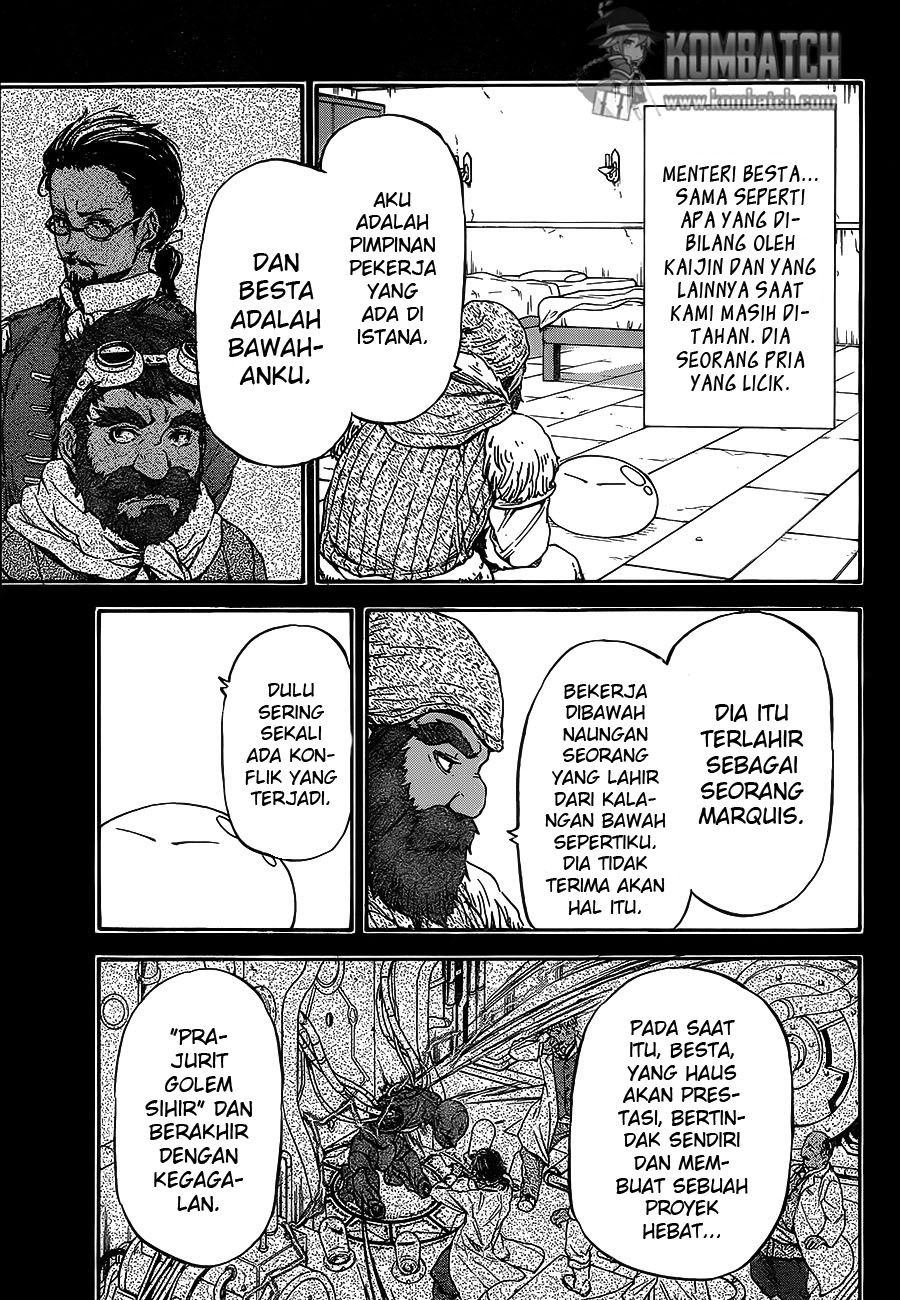 KOMBATCH
www.kombatch.com
MENTERI BESTA...
SAMA SEPERTI
APA YANG DI-
BILANG OLEH
KAIJIN DAN YANG
LAINNYA SAAT
KAMI MASIH DI-
TAHAN. DIA
SEORANG PRIA
YANG LICIK.
AKU
ADALAH
PIMPINAN
PEKERJA
YANG
ADA DI
ISTANA.
DAN
BESTA
ADALAH
BAWAH-
ANKU.
DIA ITU
TERLAHIR
SEBAGAI
SEORANG
MARQUIS.
BEKERJA
DIBAWAH
NAUNGAN
SEORANG
YANG LAHIR
DARI KALA-
NGAN BAWAH
SEPERTIKU.
DIA TIDAK
TERIMA AKAN
HAL ITU.
DULU
SERING
SEKALI
ADA KON-
FLIK YANG
TERJADI.
PADA SAAT
ITU, BESTA,
YANG HAUS
AKAN PRES-
TASI, BERTIN-
DAK SENDIRI
DAN MEM-
BUAT SEBUAH
PROYEK
HEBAT...
"PRA-
JURIT
GOLEM
SIHIR" DAN
BERAKHIR
DENGAN
KEGAGA-
LAN.